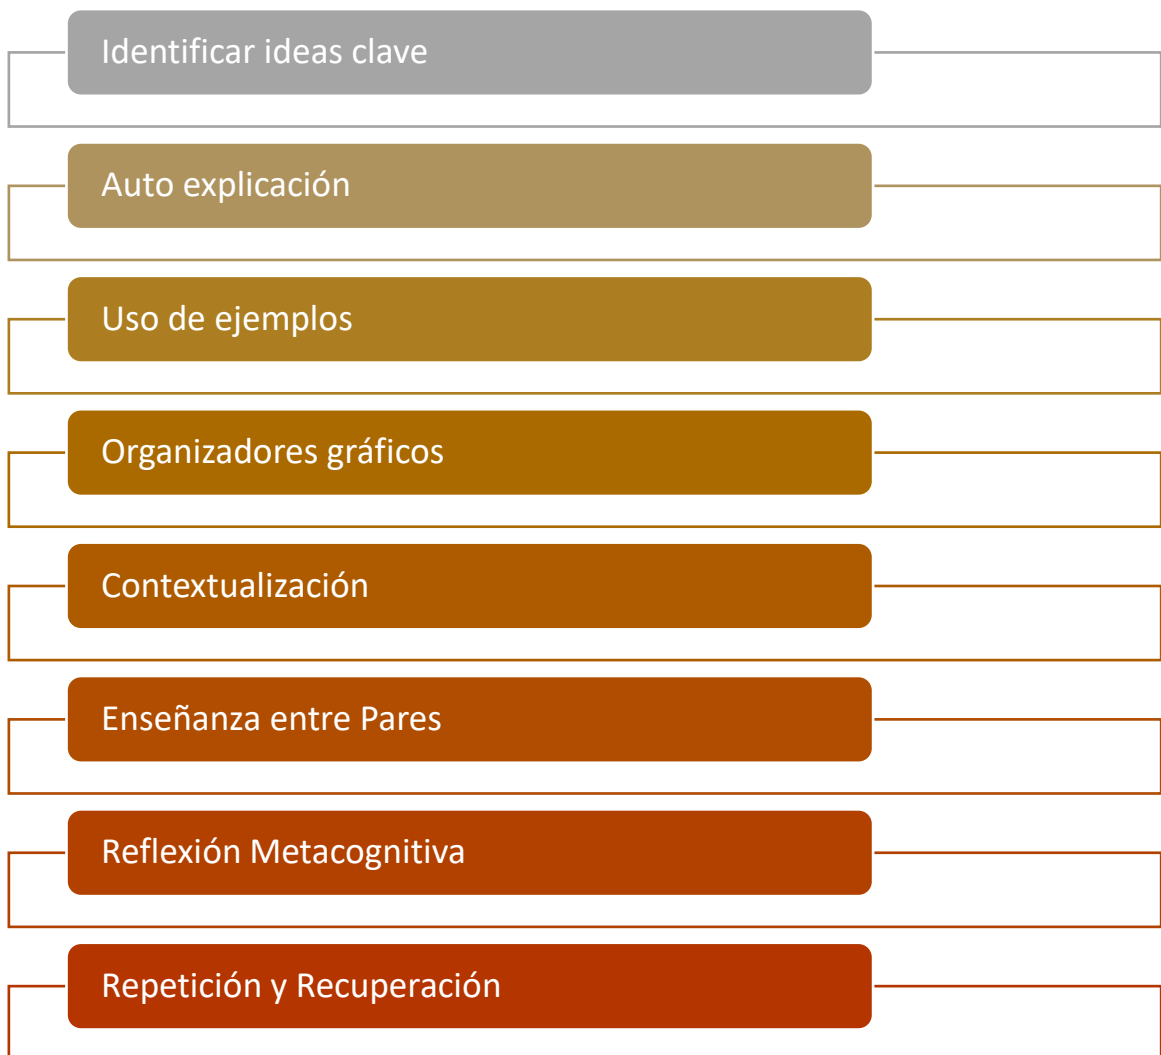 Identificar ideas clave
Auto explicación
Uso de ejemplos
Organizadores gráficos
Contextualización
Enseñanza entre Pares
Reflexión Metacognitiva
Repetición y Recuperación